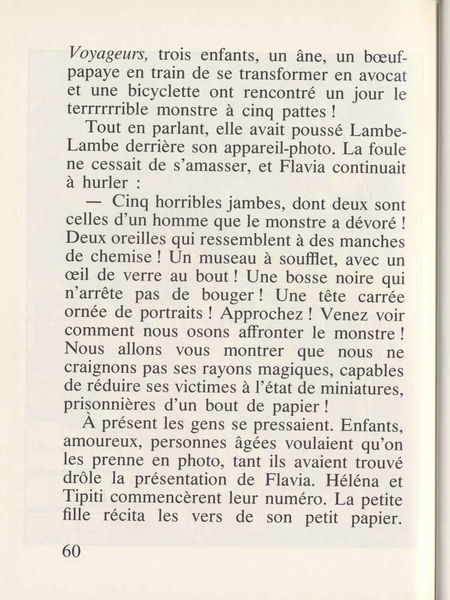 Voyageurs, trois enfants, un âne, un bœuf-
papaye en train de se transformer en avocat
et une bicyclette ont rencontré un jour le
terrrrrrible monstre à cinq pattes !
Tout en parlant, elle avait poussé Lambe-
Lambe derrière son appareil-photo. La foule
ne cessait de s'amasser, et Flavia continuait
à hurler :
— Cinq horribles jambes, dont deux sont
celles d'un homme que le monstre a dévoré !
Deux oreilles qui ressemblent à des manches
de chemise ! Un museau à soufflet, avec un
œil de verre au bout ! Une bosse noire qui
n'arrête pas de bouger ! Une tête carrée
ornée de portraits ! Approchez ! Venez voir
comment nous osons affronter le monstre !
Nous allons vous montrer que nous ne
craignons pas ses rayons magiques, capables
de réduire ses victimes à l'état de miniatures,
prisonnières d'un bout de papier !
À présent les gens se pressaient. Enfants,
amoureux, personnes âgées voulaient qu'on
les prenne en photo, tant ils avaient trouvé
drôle la présentation de Flavia. Héléna et
Tipiti commencèrent leur numéro. La petite
fille récita les vers de son petit papier.
60